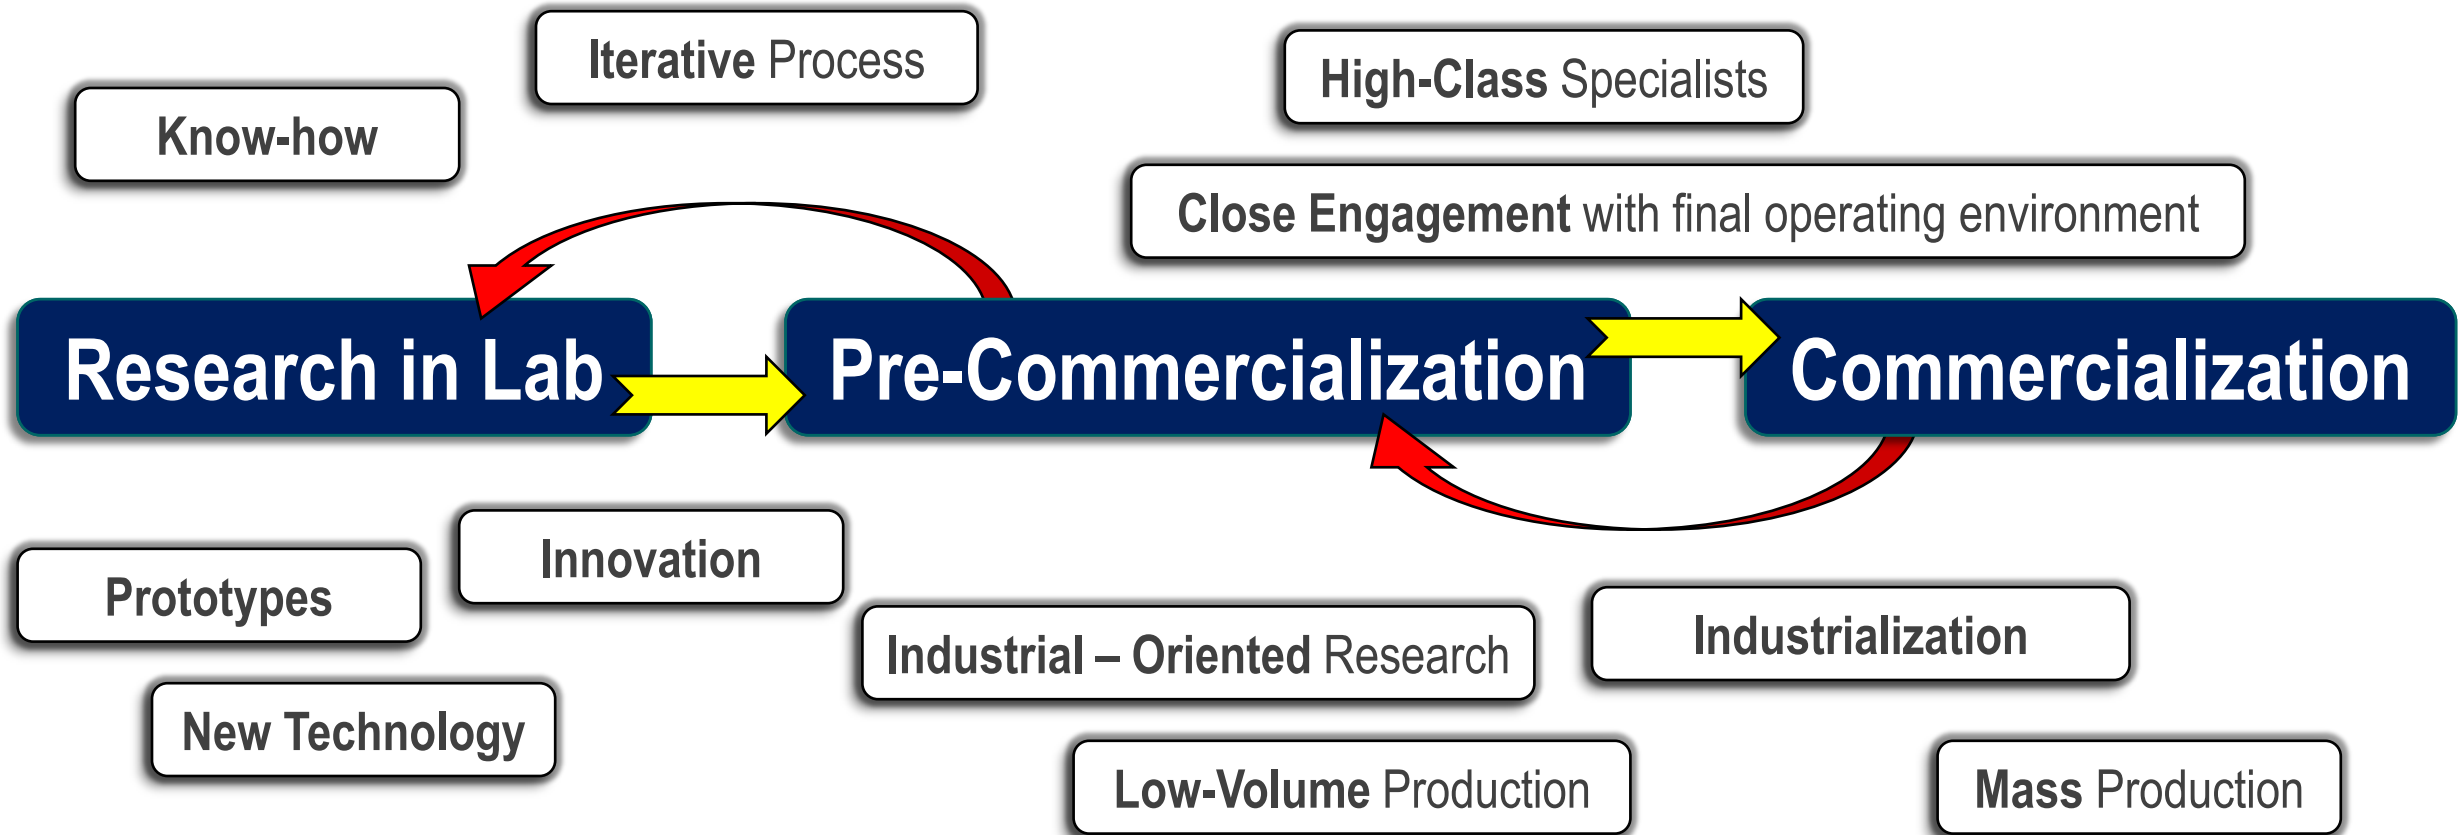 Iterative Process
High-Class Specialists
Know-how
Close Engagement with final operating environment
Research in Lab
Pre-Commercialization
Commercialization
Innovation
Prototypes
Industrialization
Industrial – Oriented Research
New Technology
Low-Volume Production
Mass Production